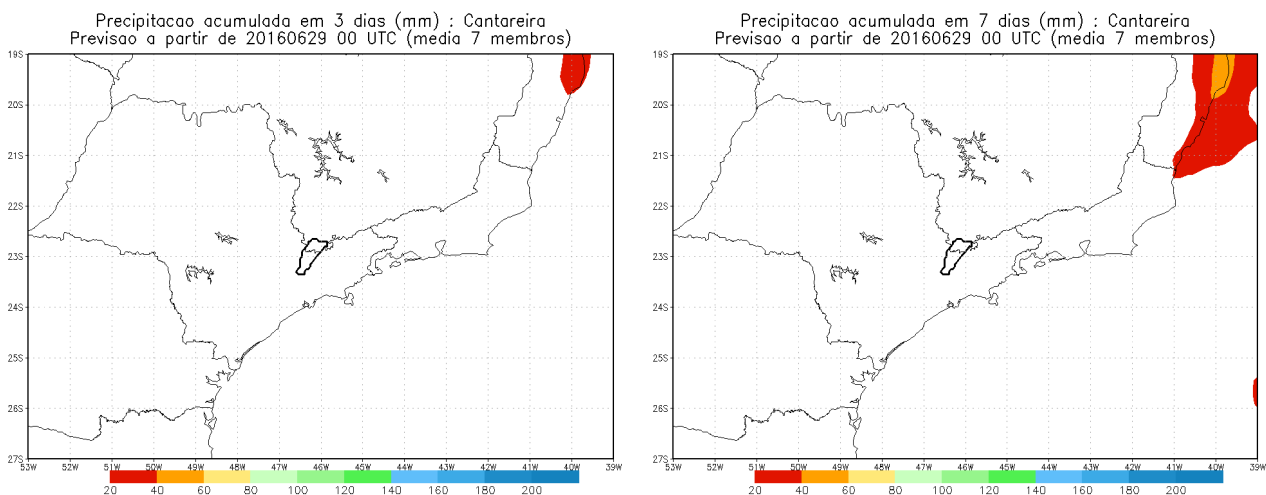 Precipitacao acumulada em 3 dias (mm) : Cantareira
Previsao a partir de 20160629 00 UTC (media 7 membros)
19S
20S
21S
22S
23S
24S
25S
26S
27S
53W 52W 51W 50W 49W 48W 47W 46W 45W 44W 43W 42W 41W 40W 39W
20 40 60 80 100 120 140 160 180 200
Precipitacao acumulada em 7 dias (mm) : Cantareira
Previsao a partir de 20160629 00 UTC (media 7 membros)
19S
20S
21S
22S
23S
24S
25S
26S
27S
53W 52W 51W 50W 49W 48W 47W 46W 45W 44W 43W 42W 41W 40W 39W
20 40 60 80 100 120 140 160 180 200